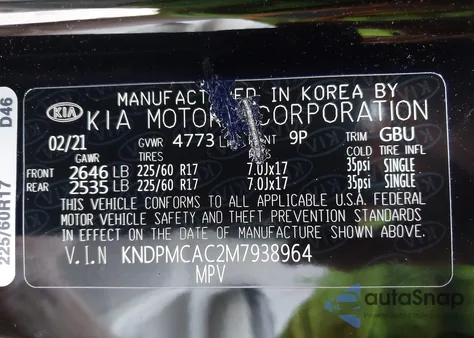 MANUFACTURED IN KOREA BY
KIA KIA MOTORS CORPORATION
02/21 GVWR 4773 9P TRIM GBU
GAWR TIRES COLD TIRE INFL
FRONT 2646 LB 225/60 R17 7.0Jx17 35psi SINGLE
REAR 2535 LB 225/60 R17 7.0Jx17 35psi SINGLE
THIS VEHICLE CONFORMS TO ALL APPLICABLE U.S.A FEDERAL
MOTOR VEHICLE SAFETY AND THEFT PREVENTION STANDARDS
IN EFFECT ON THE DATE OF MANUFACTURE SHOWN ABOVE.
V.I.N KNDPMCAC2M7938964
MPV
225/60R17 D46
autoSnap